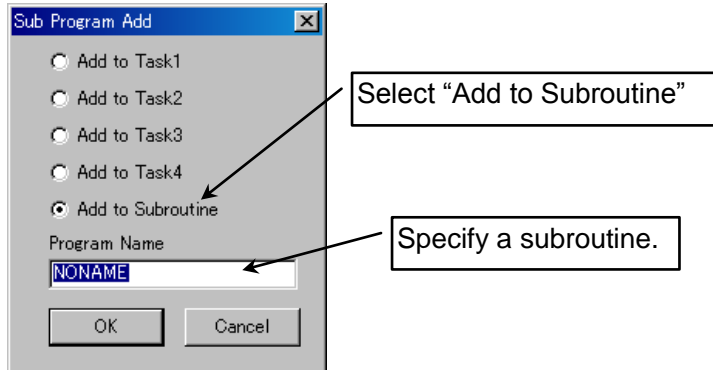 Sub Program Add
Add to Task1
Add to Task2
Add to Task3
Add to Task4
Add to Subroutine
Program Name
NONAME
OK Cancel
Select “Add to Subroutine”
Specify a subroutine.